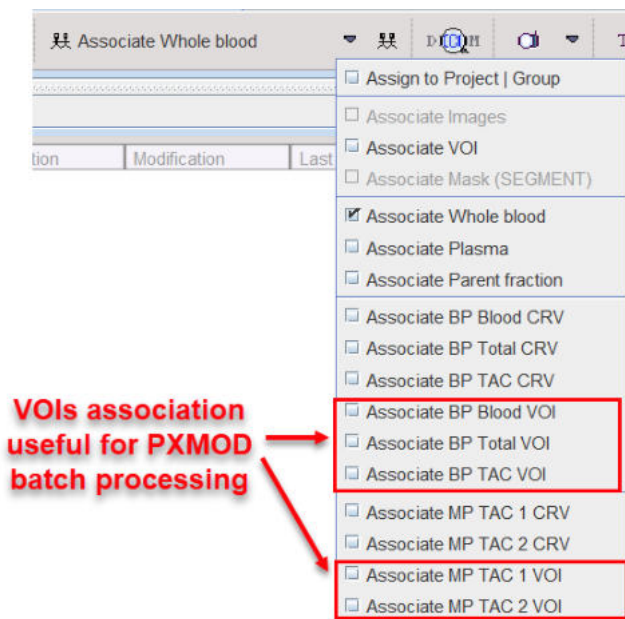 Associate Whole blood
DICOM
T
Assign to Project | Group
Associate Images
Associate VOI
Associate Mask (SEGMENT)
tion Modification Last
Associate Whole blood
Associate Plasma
Associate Parent fraction
Associate BP Blood CRV
Associate BP Total CRV
Associate BP TAC CRV
Associate BP Blood VOI
Associate BP Total VOI
Associate BP TAC VOI
VOIs association
useful for PXMOD
batch processing
Associate MP TAC 1 CRV
Associate MP TAC 2 CRV
Associate MP TAC 1 VOI
Associate MP TAC 2 VOI